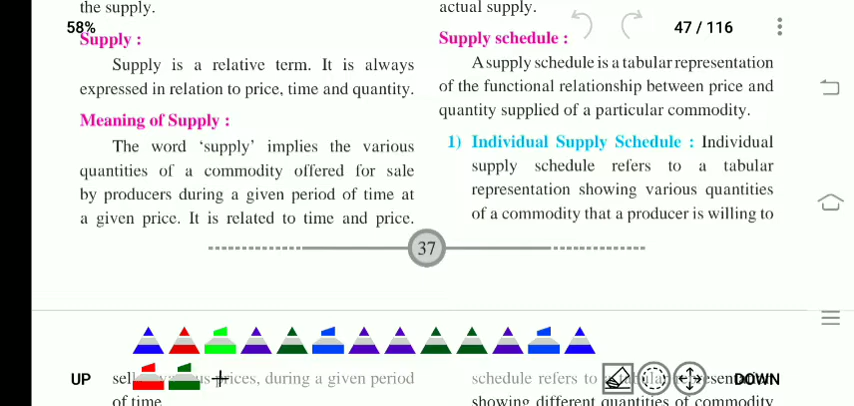 the supply.
58%
Supply :
Supply is a relative term. It is always
expressed in relation to price, time and quantity.
Meaning of Supply :
The word ‘supply’ implies the various
quantities of a commodity offered for sale
by producers during a given period of time at
a given price. It is related to time and price.
actual supply.
47 / 116
Supply schedule :
A supply schedule is a tabular representation
of the functional relationship between price and
quantity supplied of a particular commodity.
1) Individual Supply Schedule : Individual
supply schedule refers to a tabular
representation showing various quantities
of a commodity that a producer is willing to
37
UP
prices, during a given period
of time
schedule refers to
DOWN
showing different quantities of commodity